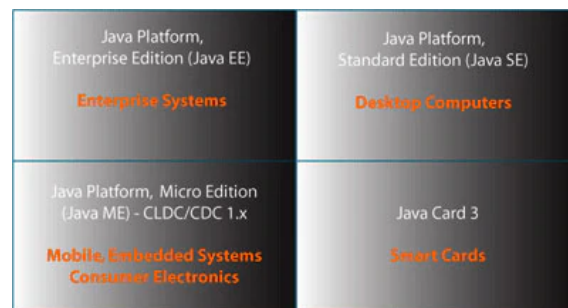 Java Platform,
Enterprise Edition (Java EE)
Enterprise Systems
Java Platform,
Standard Edition (Java SE)
Desktop Computers
Java Platform, Micro Edition
(Java ME) - CLDC/CDC 1.x
Mobile, Embedded Systems
Consumer Electronics
Java Card 3
Smart Cards